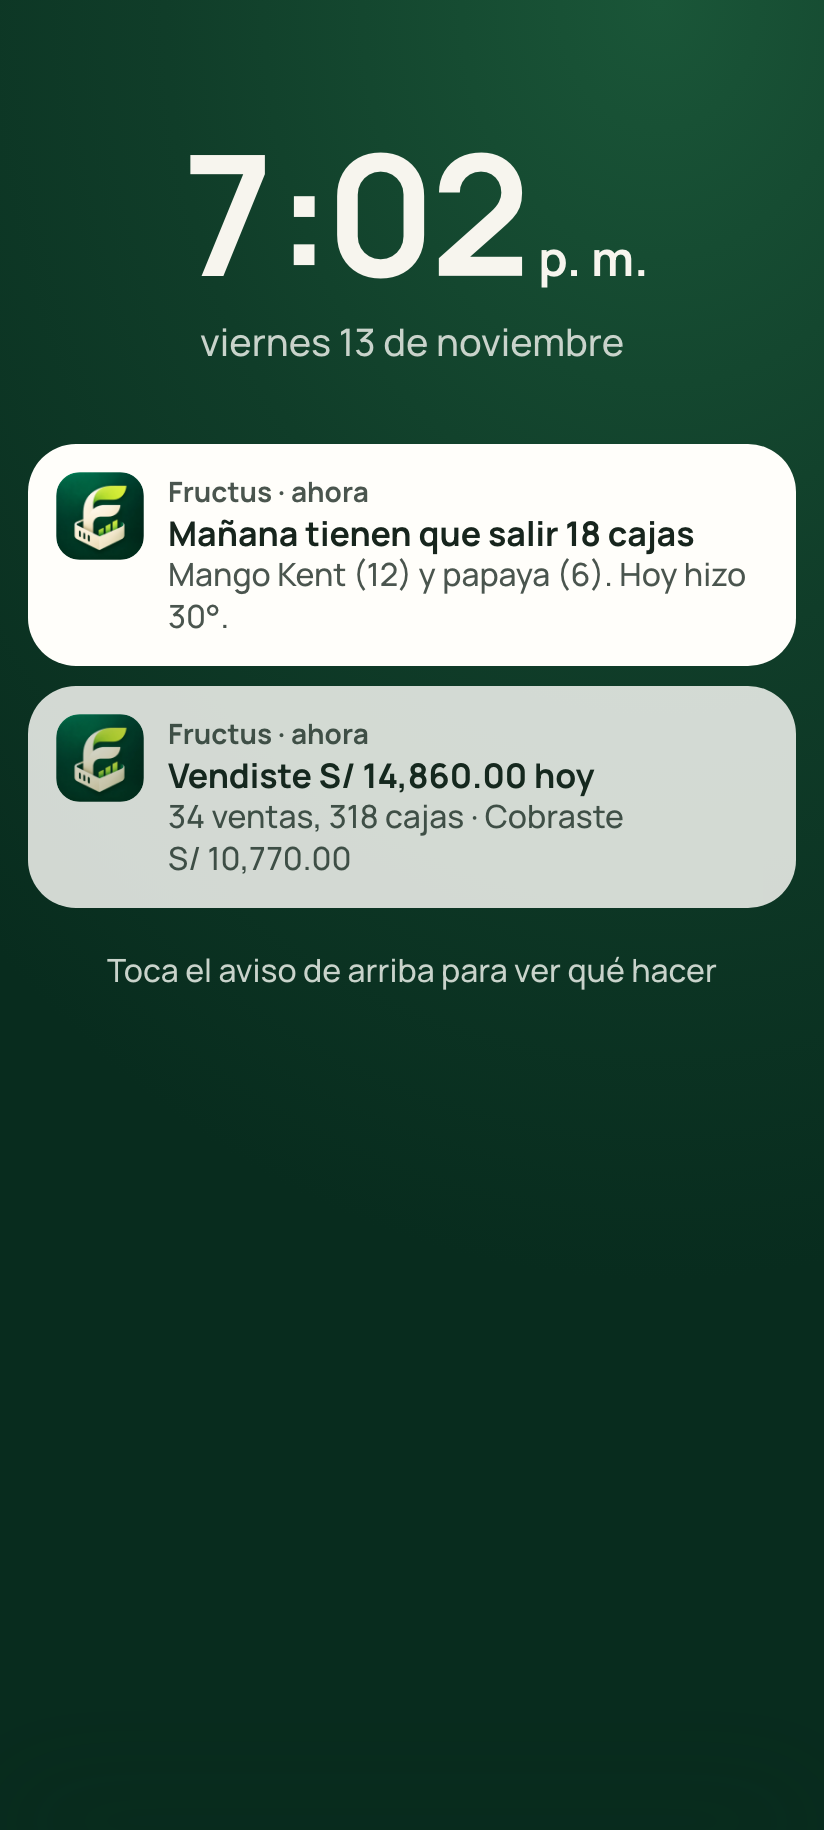 7:02 p. m.
viernes 13 de noviembre
Fructus · ahora
Mañana tienen que salir 18 cajas
Mango Kent (12) y papaya (6). Hoy hizo
30°.
Fructus · ahora
Vendiste S/ 14,860.00 hoy
34 ventas, 318 cajas · Cobraste
S/ 10,770.00
Toca el aviso de arriba para ver qué hacer